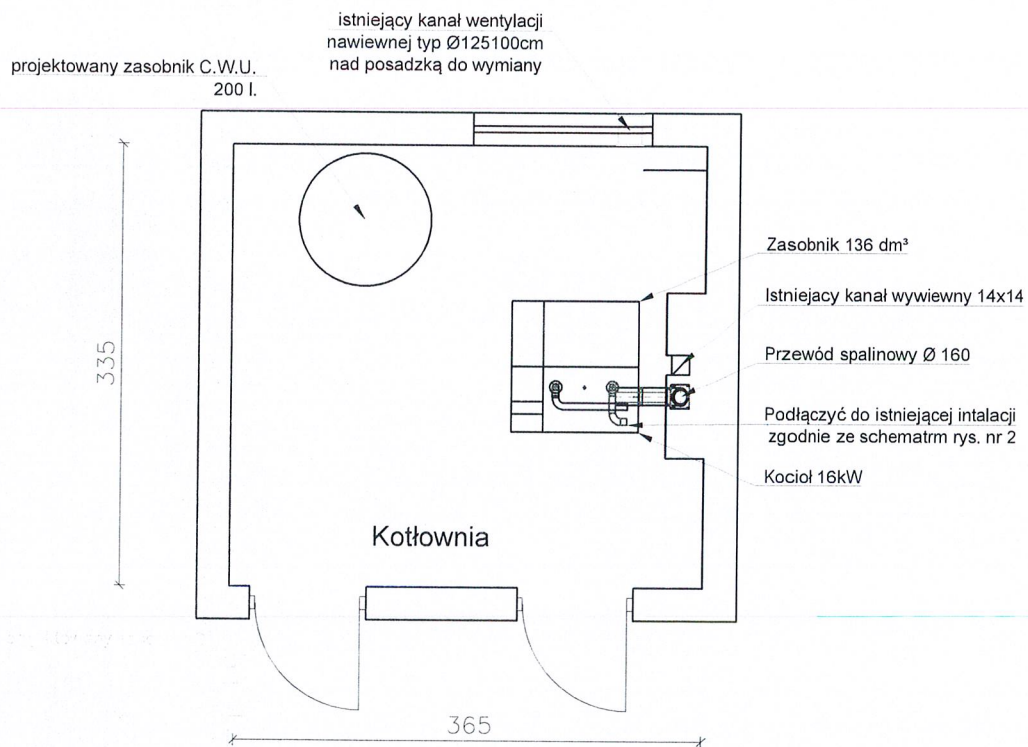 istniejący kanał wentylacji
nawiewnej typ Ø125100cm
nad posadzką do wymiany
projektowany zasobnik C.W.U.
200 l.
Zasobnik 136 dm³
Istniejacy kanał wywiewny 14x14
Przewód spalinowy Ø 160
Podłączyć do istniejącej intalacji
zgodnie ze schematrm rys. nr 2
Kocioł 16kW
335
Kotłownia
365